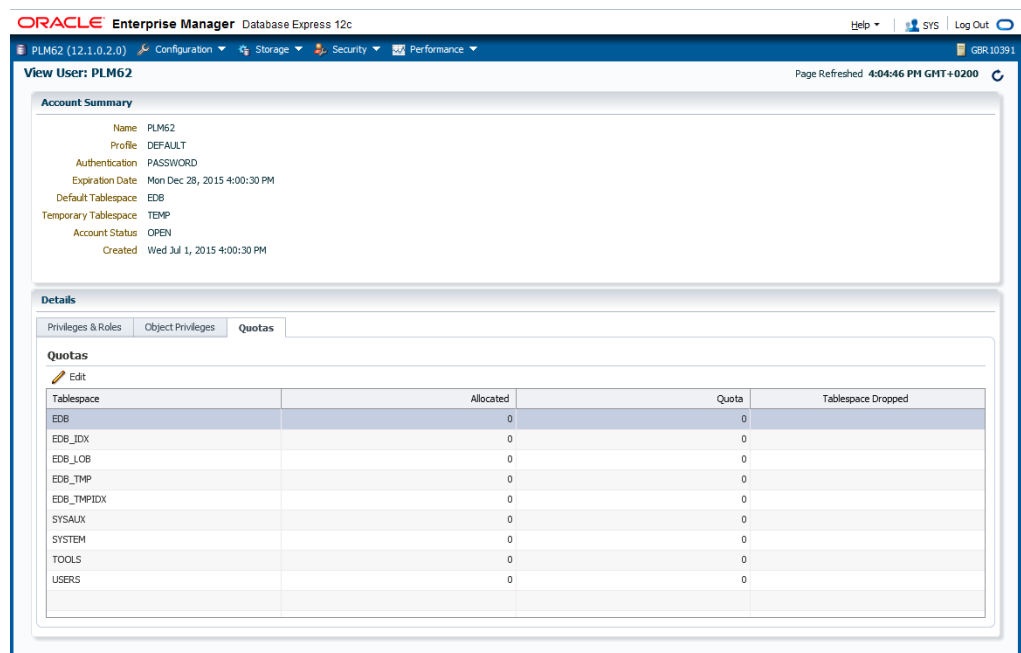 ORACLE Enterprise Manager Database Express 12c Help SYS Log Out
PLM62 (12.1.0.2.0) Configuration Storage Security Performance GBR10391
View User: PLM62 Page Refreshed 4:04:46 PM GMT+0200
Account Summary
Name PLM62
Profile DEFAULT
Authentication PASSWORD
Expiration Date Mon Dec 28, 2015 4:00:30 PM
Default Tablespace EDB
Temporary Tablespace TEMP
Account Status OPEN
Created Wed Jul 1, 2015 4:00:30 PM
Details
Privileges & Roles Object Privileges Quotas
Quotas
Edit
Tablespace Allocated Quota Tablespace Dropped
EDB 0 0
EDB_IDX 0 0
EDB_LOB 0 0
EDB_TMP 0 0
EDB_TMPIDX 0 0
SYSAUX 0 0
SYSTEM 0 0
TOOLS 0 0
USERS 0 0